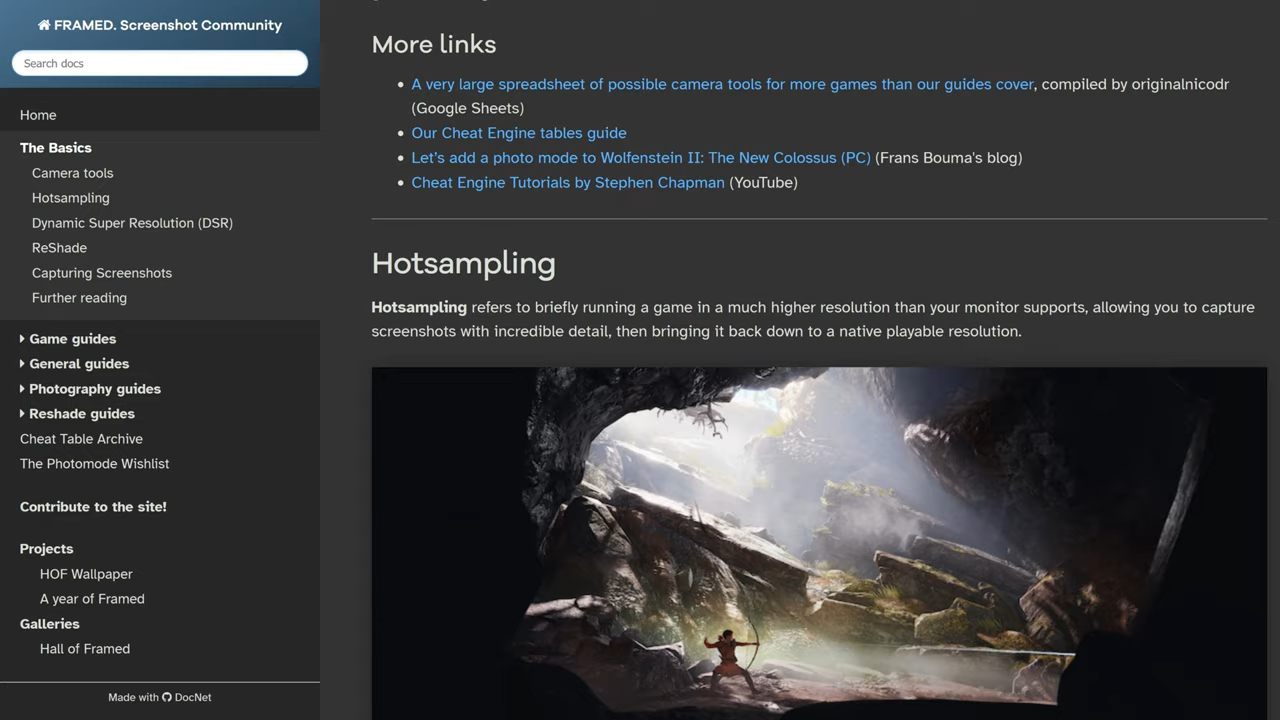 FRAMED. Screenshot Community
Search docs
Home
The Basics
Camera tools
Hotsampling
Dynamic Super Resolution (DSR)
ReShade
Capturing Screenshots
Further reading
Game guides
General guides
Photography guides
Reshade guides
Cheat Table Archive
The Photomode Wishlist
Contribute to the site!
Projects
HOF Wallpaper
A year of Framed
Galleries
Hall of Framed
Made with DocNet
More links
A very large spreadsheet of possible camera tools for more games than our guides cover, compiled by originalnicodr
(Google Sheets)
Our Cheat Engine tables guide
Let's add a photo mode to Wolfenstein II: The New Colossus (PC) (Frans Bouma's blog)
Cheat Engine Tutorials by Stephen Chapman (YouTube)
Hotsampling
Hotsampling refers to briefly running a game in a much higher resolution than your monitor supports, allowing you to capture
screenshots with incredible detail, then bringing it back down to a native playable resolution.